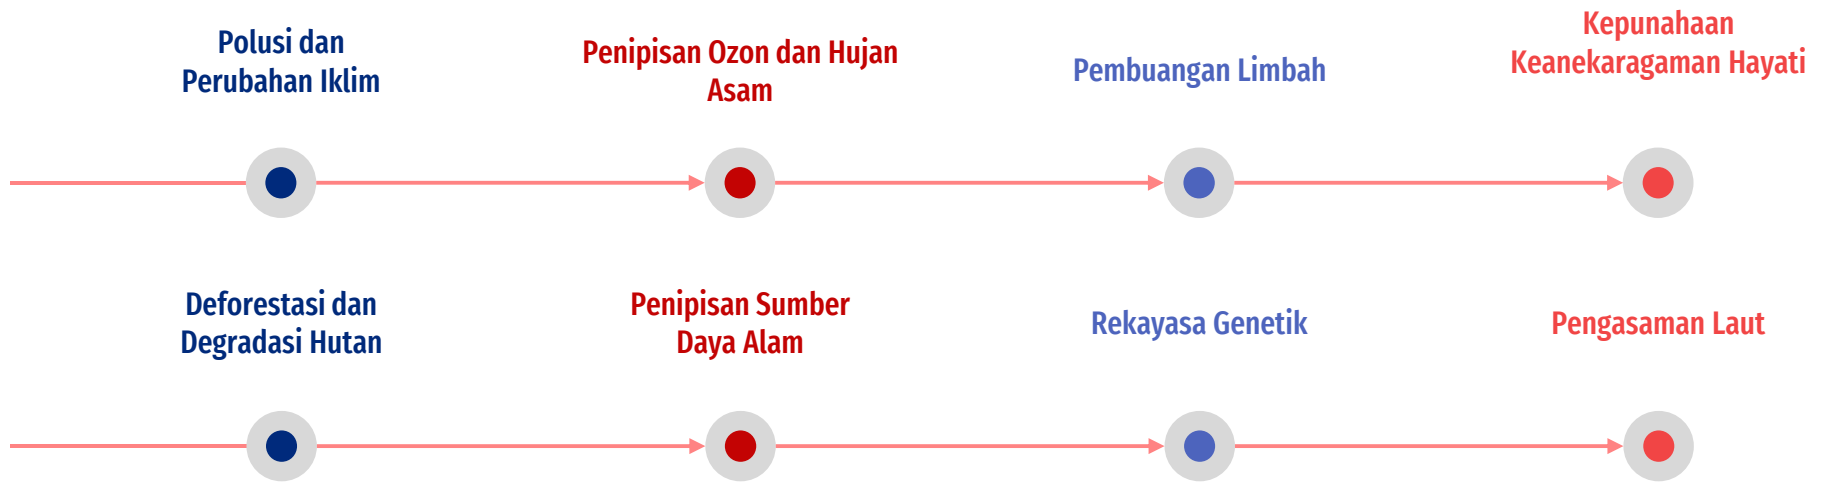 Polusi dan
Perubahan Iklim
Penipisan Ozon dan Hujan
Asam
Pembuangan Limbah
Kepunahaan
Keanekaragaman Hayati
Deforestasi dan
Degradasi Hutan
Penipisan Sumber
Daya Alam
Rekayasa Genetik
Pengasaman Laut